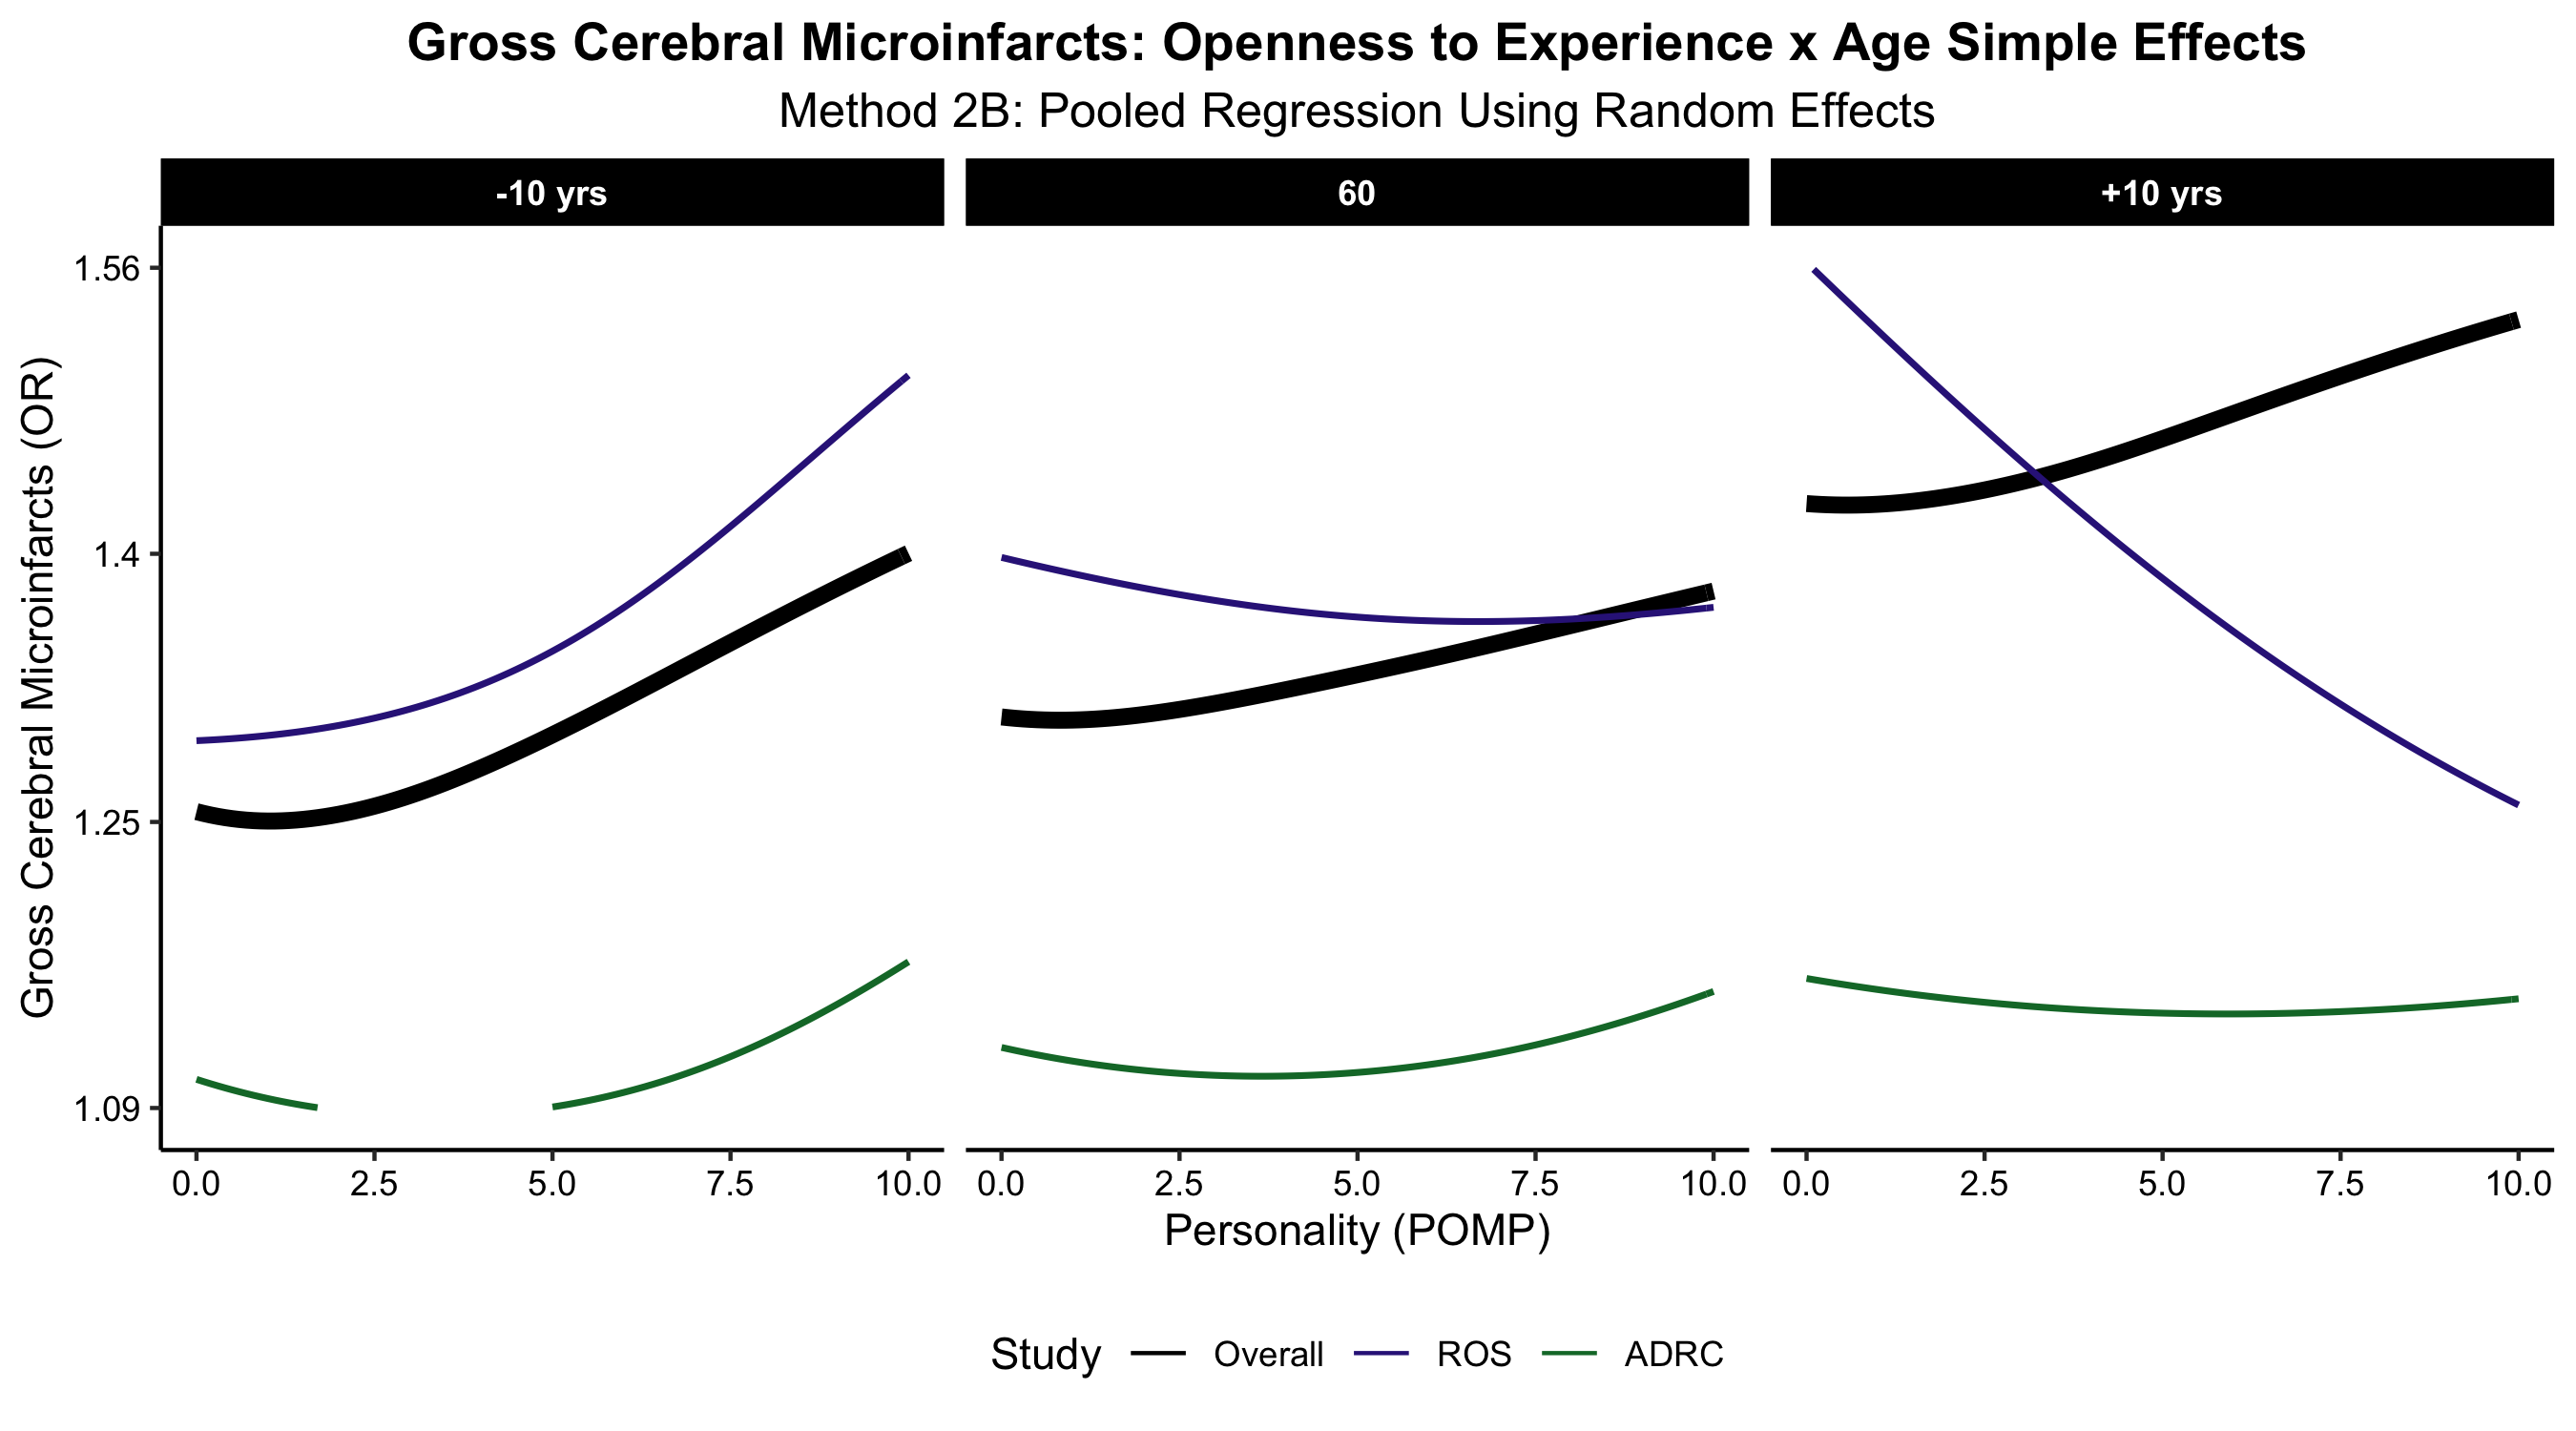 Gross Cerebral Microinfarcts: Openness to Experience x Age Simple Effects
Method 2B: Pooled Regression Using Random Effects
-10 yrs 60 +10 yrs
Gross Cerebral Microinfarcts (OR)
1.56
1.4
1.25
1.09
0.0 2.5 5.0 7.5 10.0 0.0 2.5 5.0 7.5 10.0 0.0 2.5 5.0 7.5 10.0
Personality (POMP)
Study Overall ROS ADRC